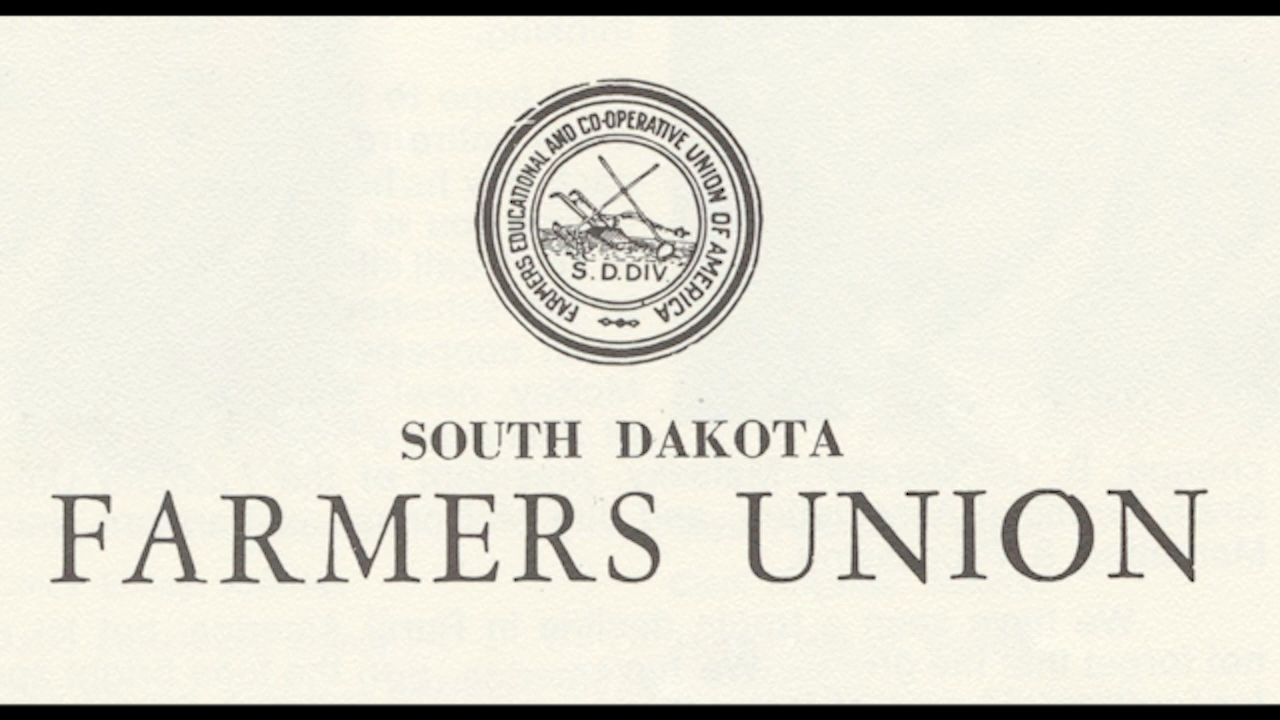 FARMERS EDUCATIONAL AND CO-OPERATIVE UNION OF AMERICA
S. D. DIV.
SOUTH DAKOTA
FARMERS UNION